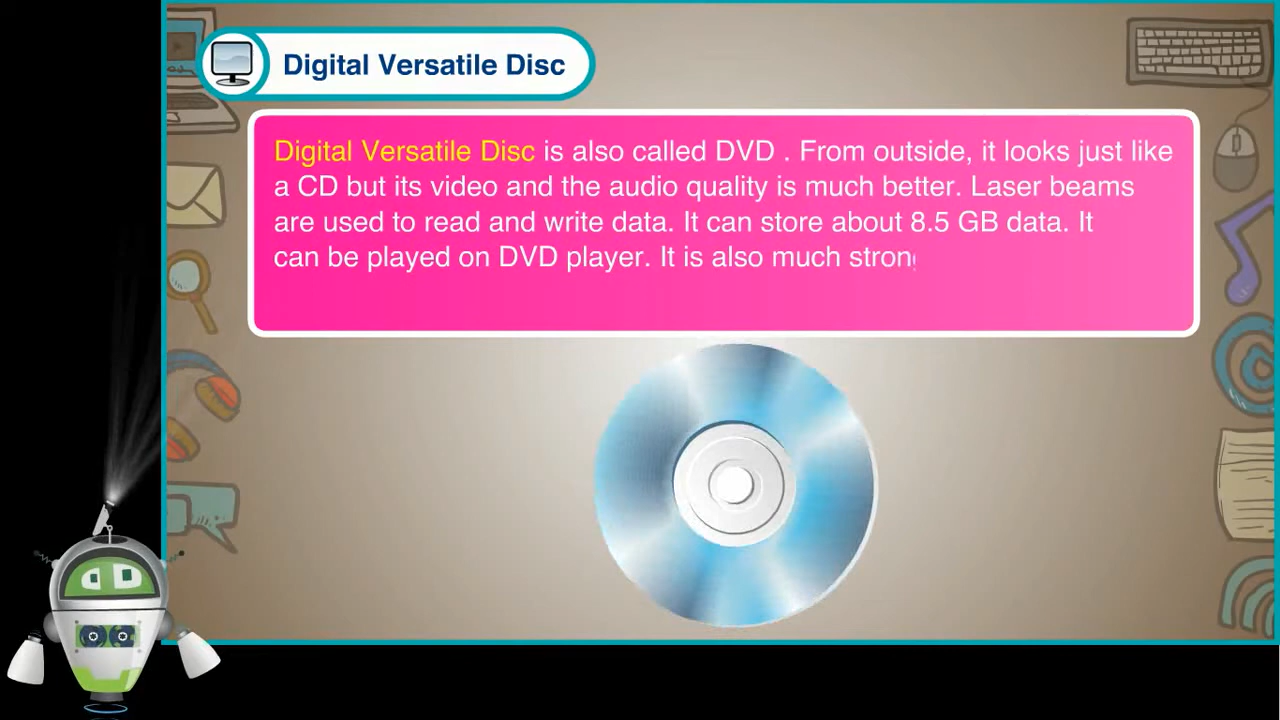 Digital Versatile Disc
Digital Versatile Disc is also called DVD . From outside, it looks just like
a CD but its video and the audio quality is much better. Laser beams
are used to read and write data. It can store about 8.5 GB data. It
can be played on DVD player. It is also much stron